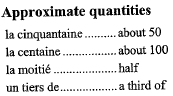 Approximate quantities
la cinquantaine..........about 50
la centaine..................about 100
la moitié.....................half
un tiers de...................a third of